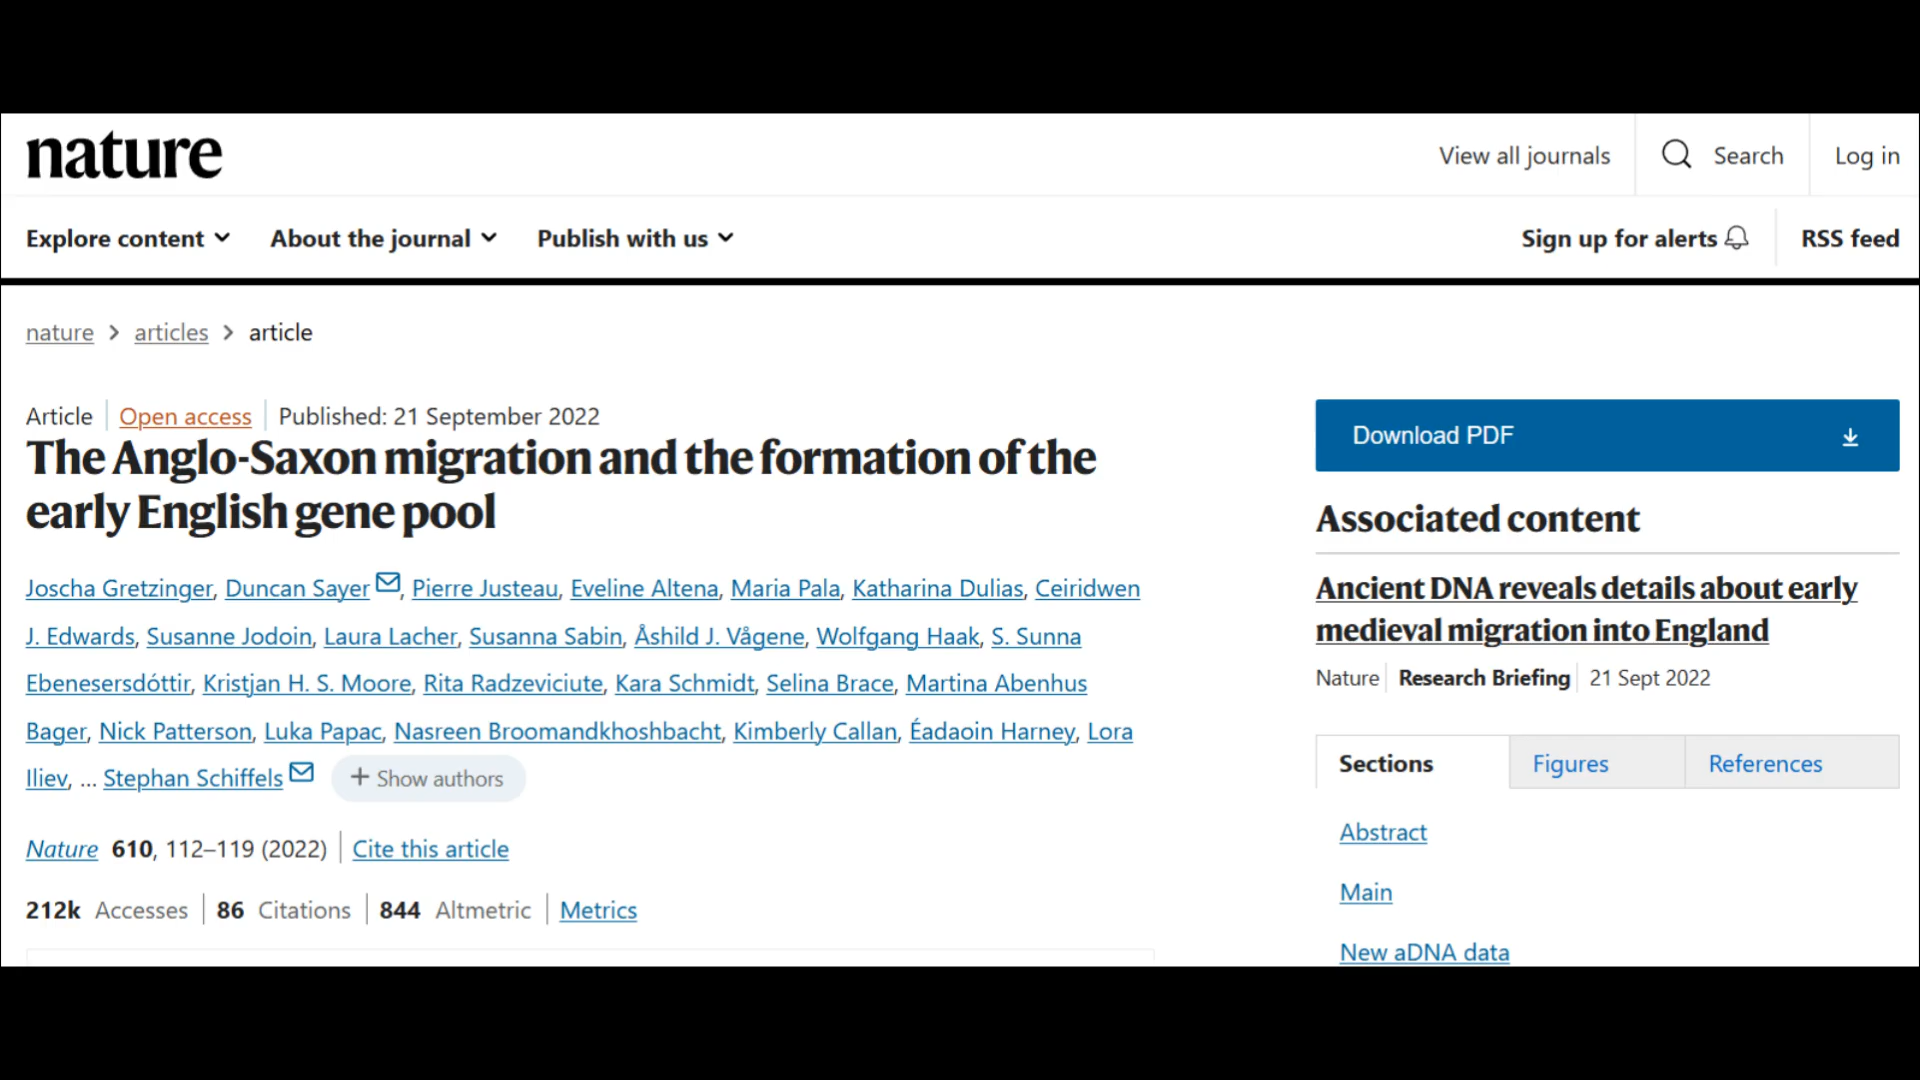 nature
View all journals
Search
Log in
Explore content
About the journal
Publish with us
Sign up for alerts
RSS feed
nature > articles > article
Article | Open access | Published: 21 September 2022
The Anglo-Saxon migration and the formation of the
early English gene pool
Joscha Gretzinger, Duncan Sayer, Pierre Justeau, Eveline Altena, Maria Pala, Katharina Dulias, Ceiridwen
J. Edwards, Susanne Jodoin, Laura Lacher, Susanna Sabin, Åshild J. Vågene, Wolfgang Haak, S. Sunna
Ebenesersdóttir, Kristjan H. S. Moore, Rita Radzeviciute, Kara Schmidt, Selina Brace, Martina Abenhus
Bager, Nick Patterson, Luka Papac, Nasreen Broomandkhoshbacht, Kimberly Callan, Éadaoin Harney, Lora
Iliev, ... Stephan Schiffels + Show authors
Nature 610, 112–119 (2022) | Cite this article
212k Accesses | 86 Citations | 844 Altmetric | Metrics
Download PDF
Associated content
Ancient DNA reveals details about early
medieval migration into England
Nature | Research Briefing | 21 Sept 2022
Sections
Figures
References
Abstract
Main
New aDNA data